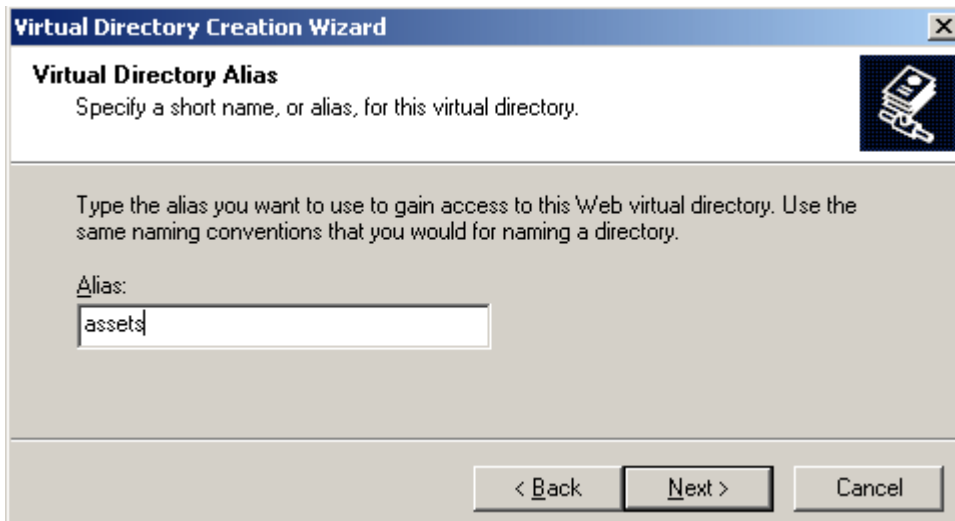 Virtual Directory Creation Wizard
Virtual Directory Alias
Specify a short name, or alias, for this virtual directory.
Type the alias you want to use to gain access to this Web virtual directory. Use the
same naming conventions that you would for naming a directory.
Alias:
assets
< Back
Next >
Cancel